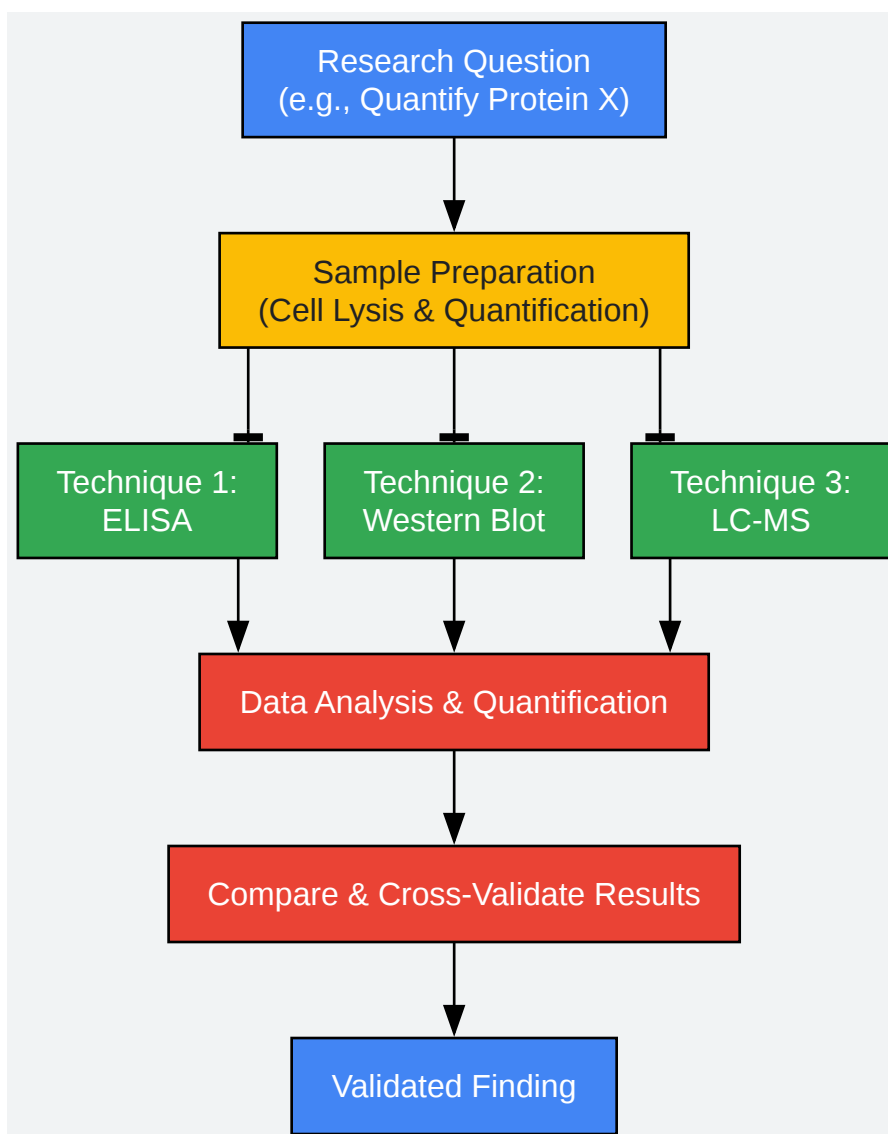 Research Question
(e.g., Quantify Protein X)
Sample Preparation
(Cell Lysis & Quantification)
Technique 1:
ELISA
Technique 2:
Western Blot
Technique 3:
LC-MS
Data Analysis & Quantification
Compare & Cross-Validate Results
Validated Finding